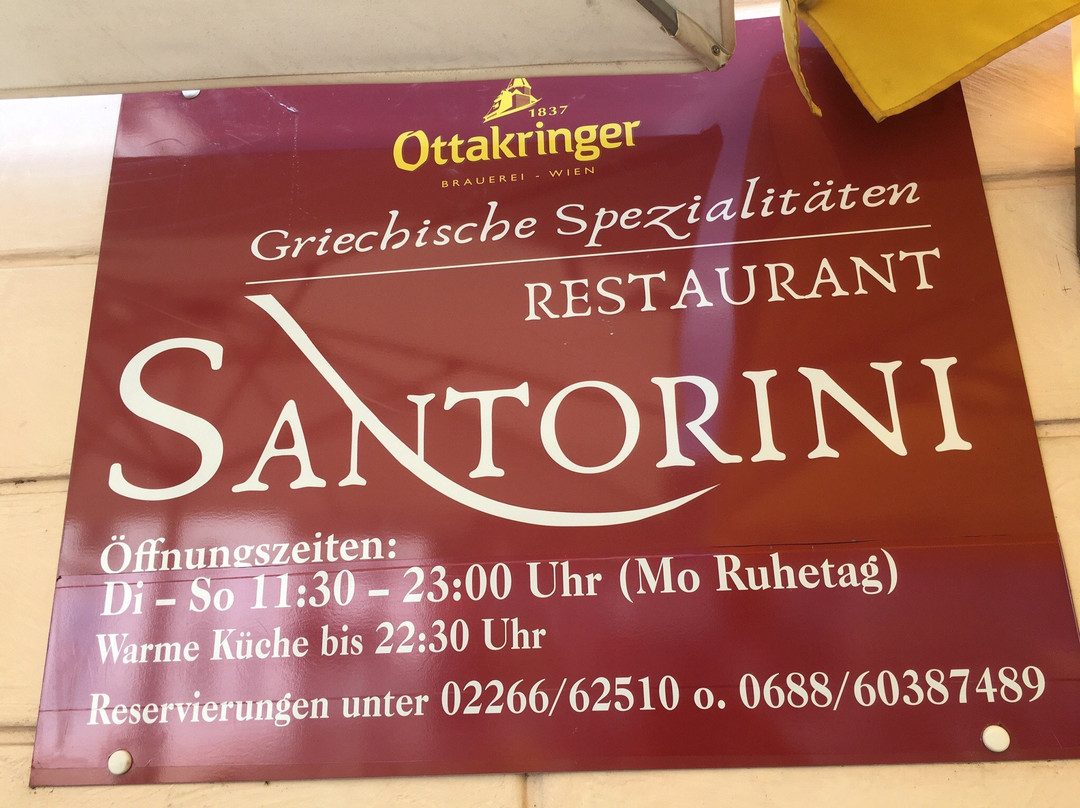 1837
Ottakringer
BRAUEREI - WIEN
Griechische Spezialitäten
RESTAURANT
SANTORINI
Öffnungszeiten:
Di – So 11:30 – 23:00 Uhr (Mo Ruhetag)
Warme Küche bis 22:30 Uhr
Reservierungen unter 02266/62510 o. 0688/60387489